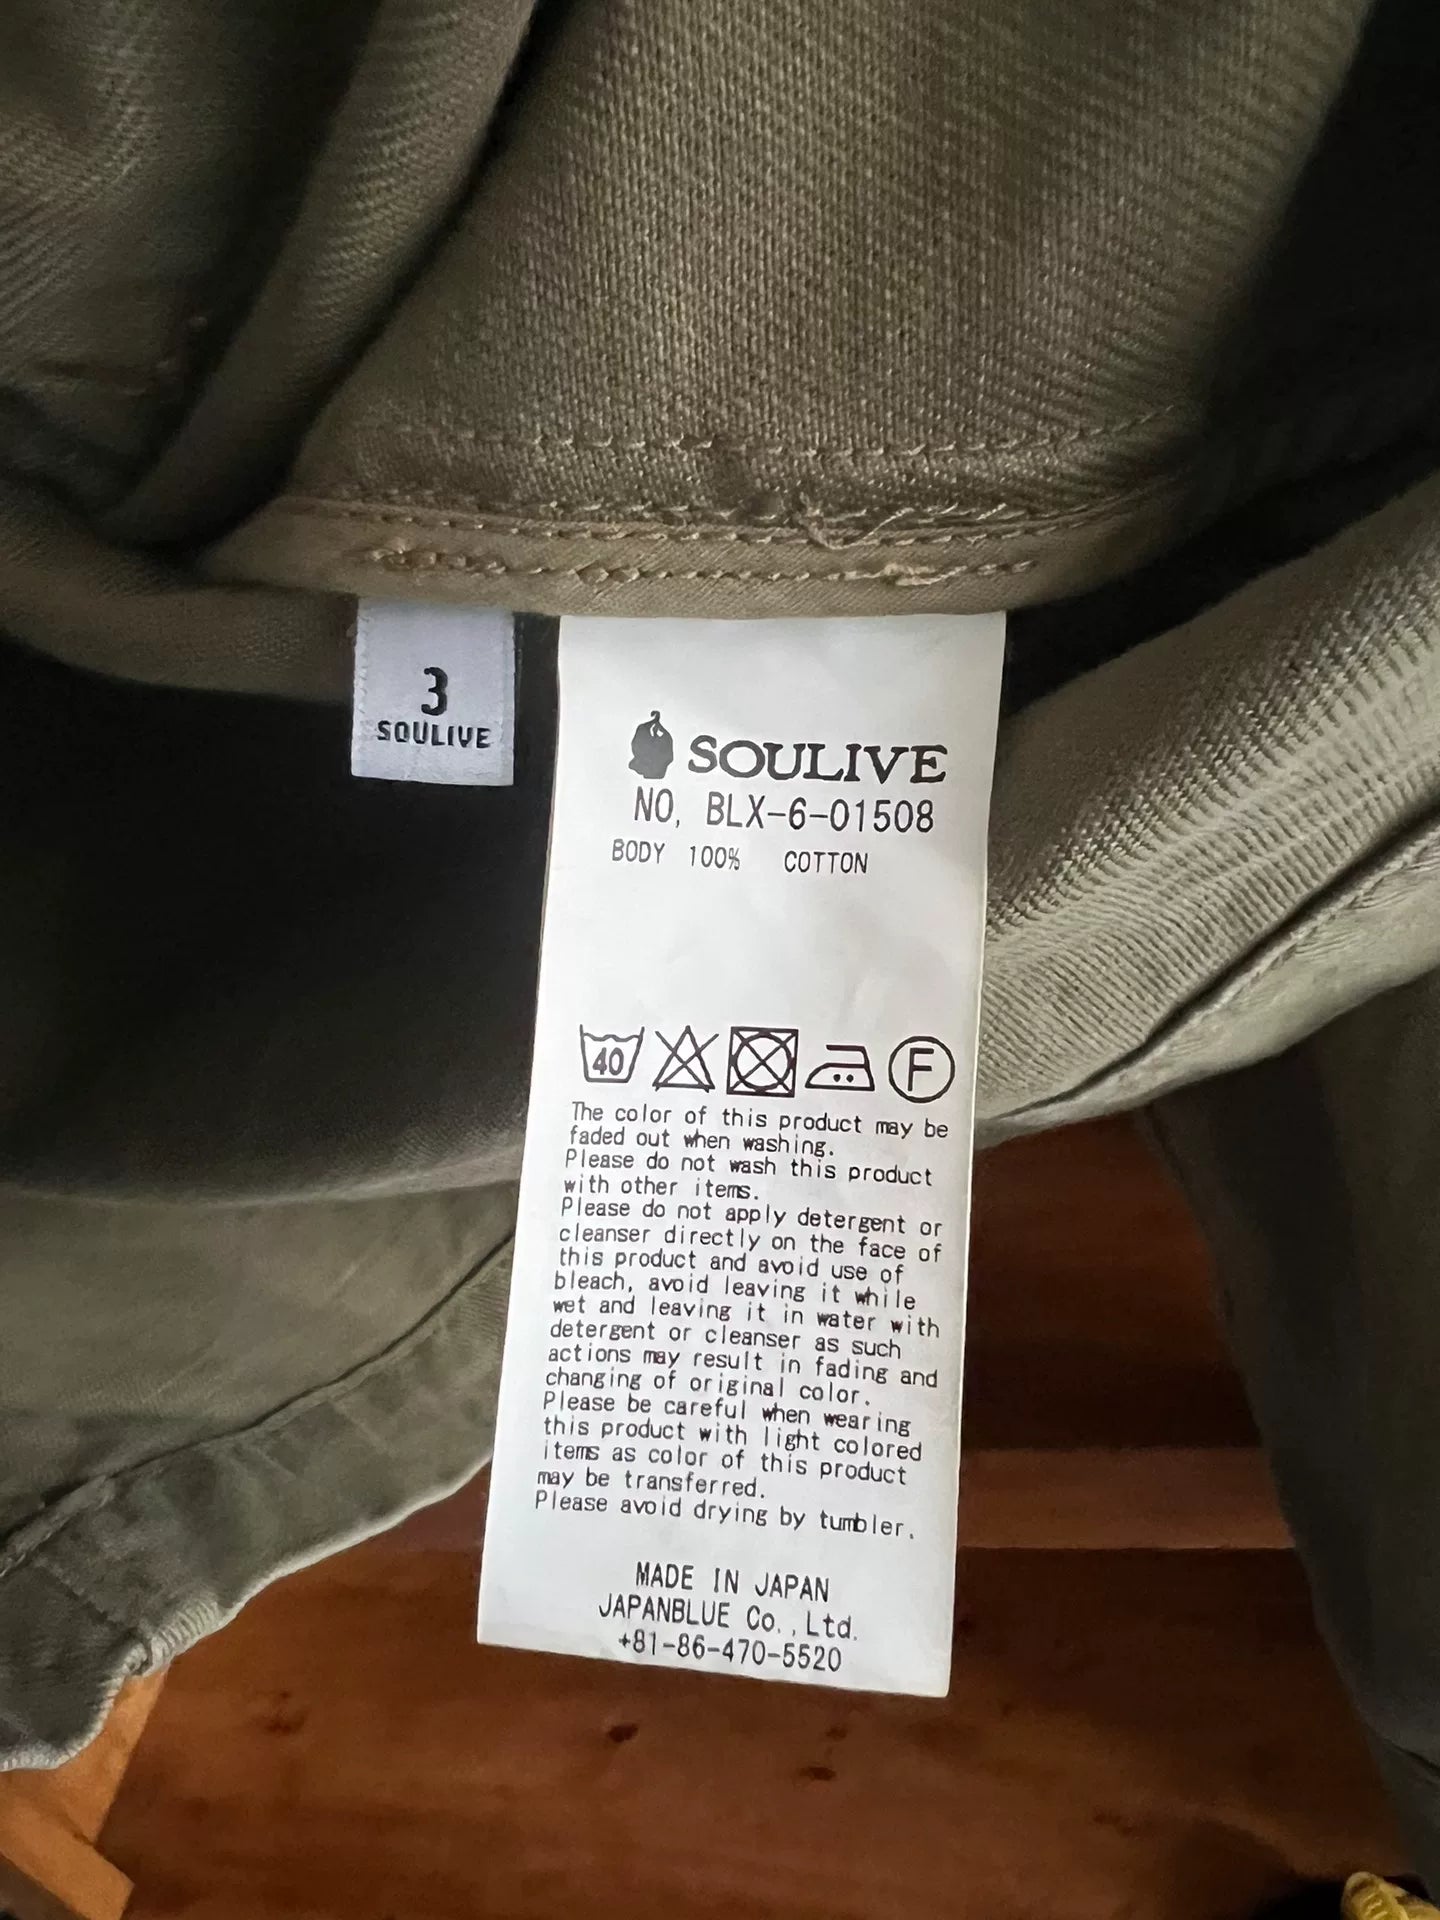 3
SOULIVE
SOULIVE
NO, BLX-6-01508
BODY 100% COTTON
40
F
The color of this product may be
faded out when washing.
Please do not wash this product
with other items.
Please do not apply detergent or
cleanser directly on the face of
this product and avoid use of
bleach, avoid leaving it while
wet and leaving it in water with
detergent or cleanser as such
actions may result in fading and
changing of original color.
Please be careful when wearing
this product with light colored
items as color of this product
may be transferred.
Please avoid drying by tumbler.
MADE IN JAPAN
JAPANBLUE Co.,Ltd.
+81-86-470-5520